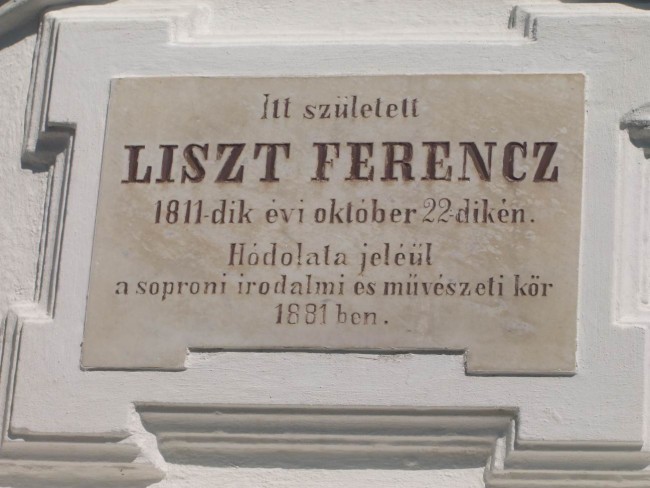 Itt született
LISZT FERENCZ
1811-dik évi október 22-dikén.
Hódolata jeléül
a soproni irodalmi és művészeti kör
1881 ben.